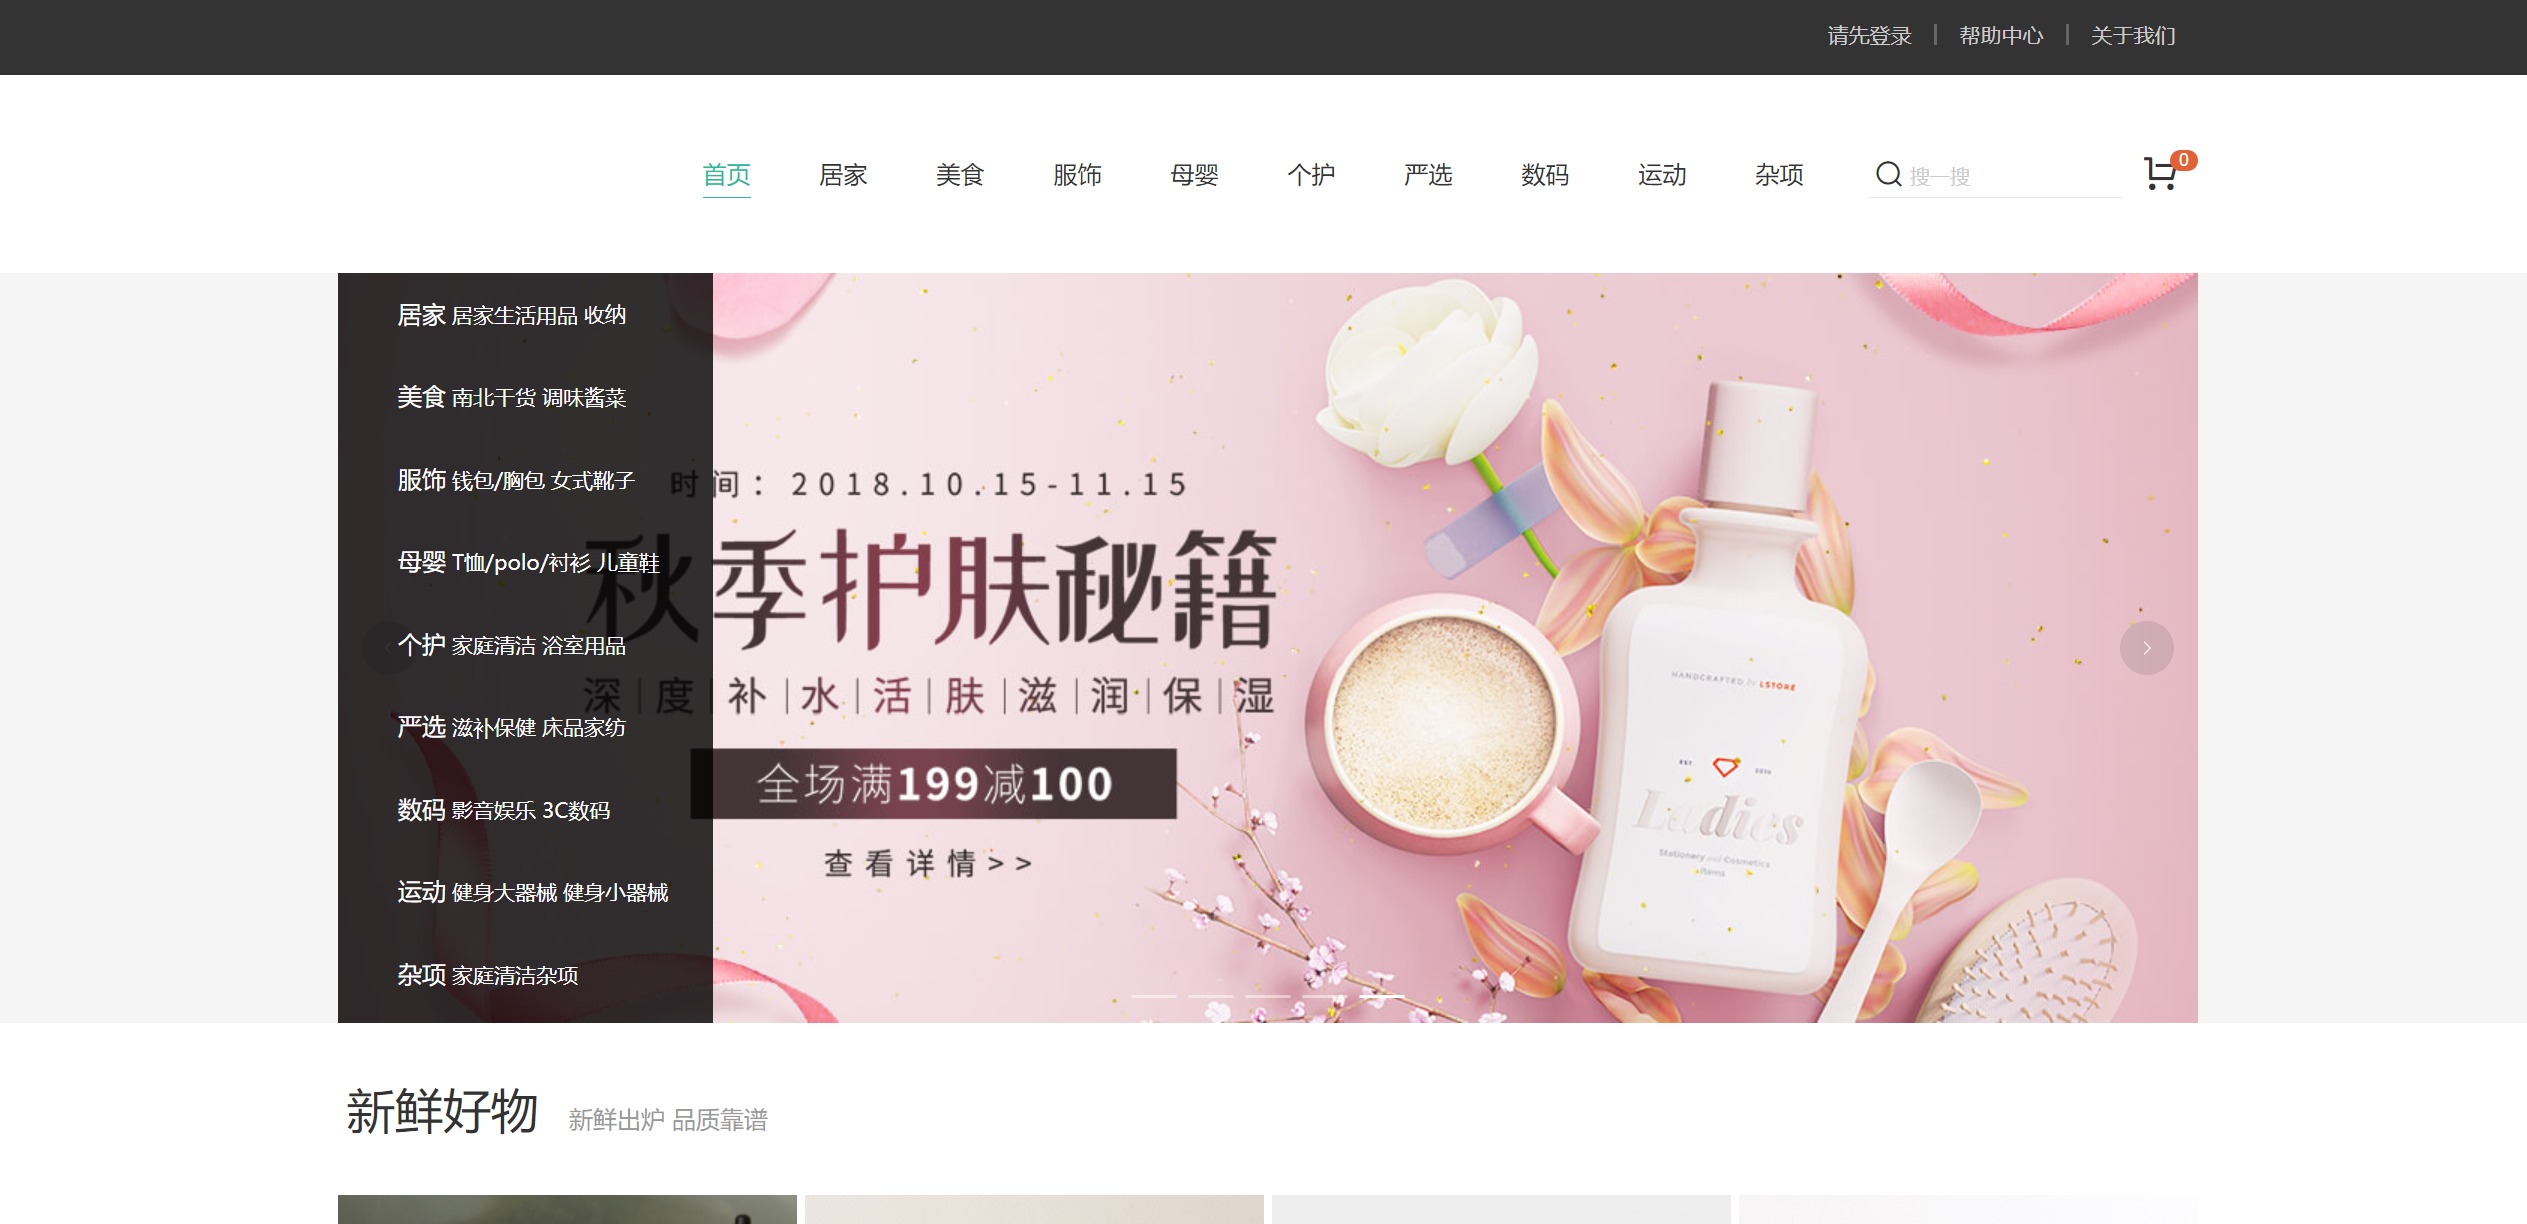 请先登录 帮助中心 关于我们
首页 居家 美食 服饰 母婴 个护 严选 数码 运动 杂项 搜一搜 0
居家 居家生活用品 收纳
美食 南北干货 调味酱菜
服饰 钱包/胸包 女式靴子
母婴 T恤/polo/衬衫 儿童鞋
个护 家庭清洁 浴室用品
严选 滋补保健 床品家纺
数码 影音娱乐 3C数码
运动 健身大器械 健身小器械
杂项 家庭清洁杂项
时间：2018.10.15-11.15
秋季护肤秘籍
深|度|补|水|活|肤|滋|润|保|湿
全场满199减100
查看详情>>
HANDCRAFTED by LSTORE
EST
Ladies
Stationery and Cosmetics
Items
新鲜好物 新鲜出炉 品质靠谱